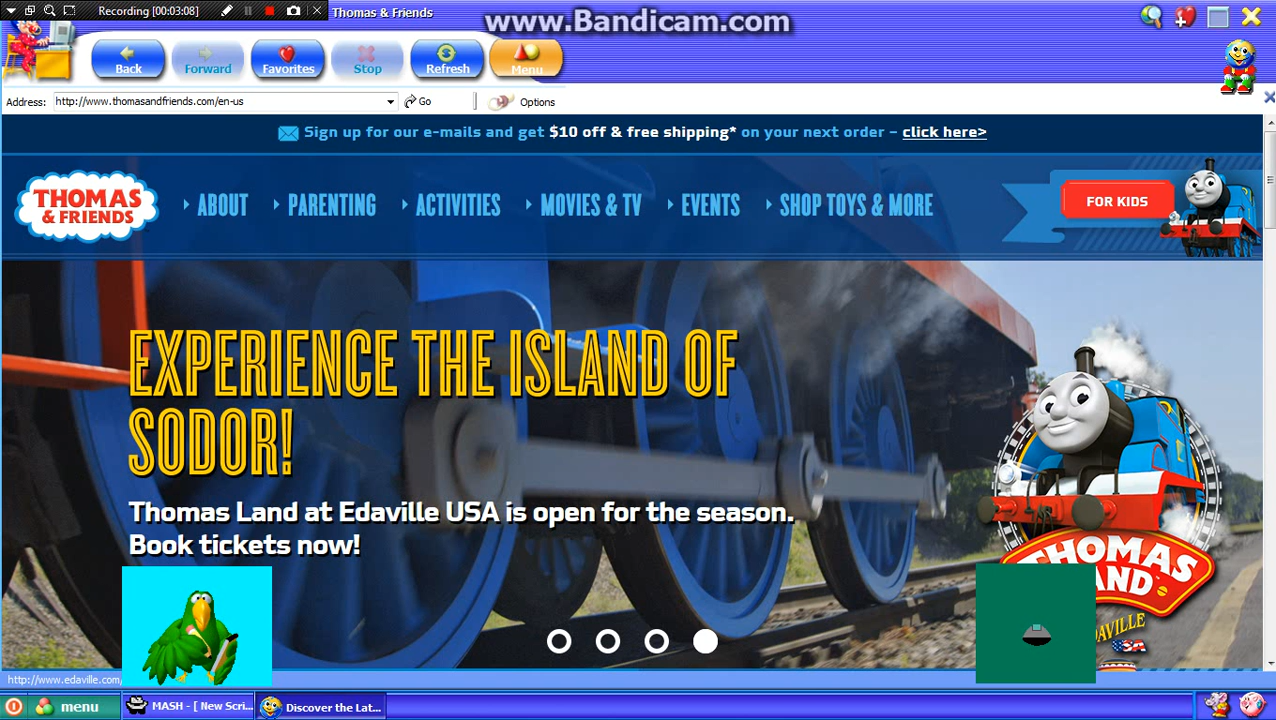 Recording [00:03:08]
Thomas & Friends
www.Bandicam.com
Back
Forward
Favorites
Stop
Refresh
Menu
Address:
http://www.thomasandfriends.com/en-us
Go
Options
Sign up for our e-mails and get $10 off & free shipping* on your next order – click here>
THOMAS
& FRIENDS
ABOUT
PARENTING
ACTIVITIES
MOVIES & TV
EVENTS
SHOP TOYS & MORE
FOR KIDS
EXPERIENCE THE ISLAND OF
SODOR!
Thomas Land at Edaville USA is open for the season.
Book tickets now!
THOMAS
AND
DAVILLE
USA
http://www.edaville.com/
menu
MASH - [ New Scri...
Discover the Lat...